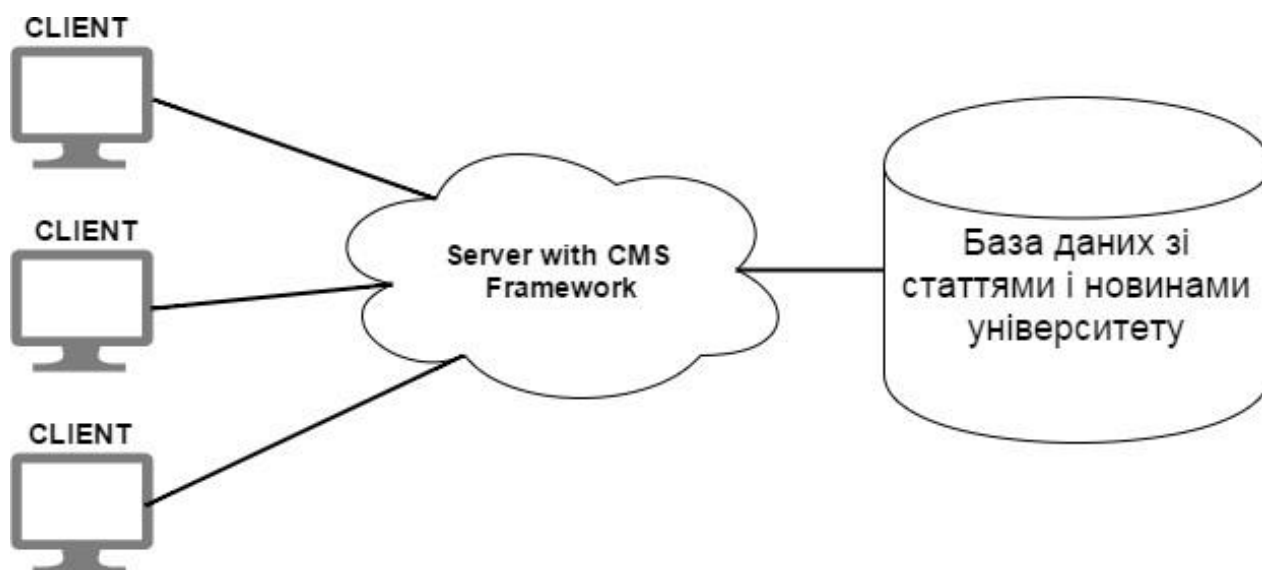 CLIENT
CLIENT
CLIENT
Server with CMS
Framework
База даних зі
статтями і новинами
університету